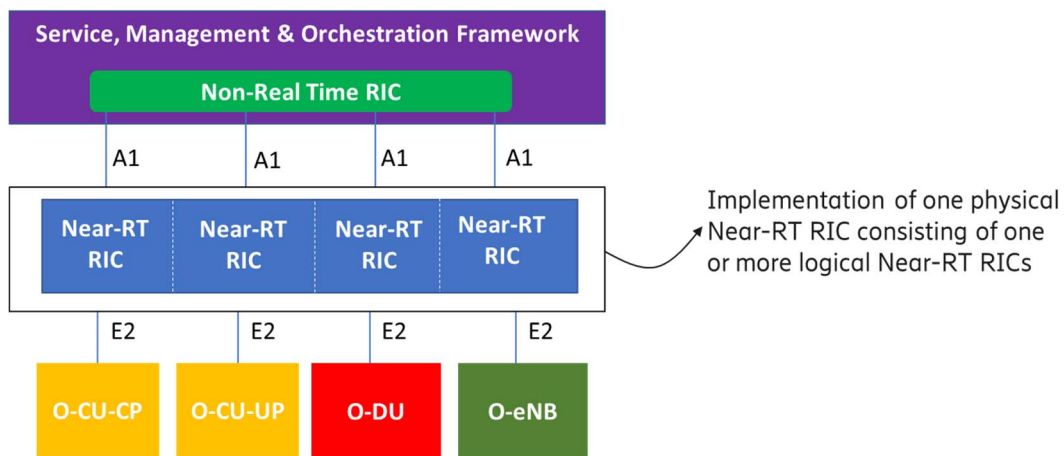 Service, Management & Orchestration Framework
Non-Real Time RIC
A1
A1
A1
A1
Near-RT
RIC
Near-RT
RIC
Near-RT
RIC
Near-RT
RIC
Implementation of one physical
Near-RT RIC consisting of one
or more logical Near-RT RICs
E2
E2
E2
E2
O-CU-CP
O-CU-UP
O-DU
O-eNB